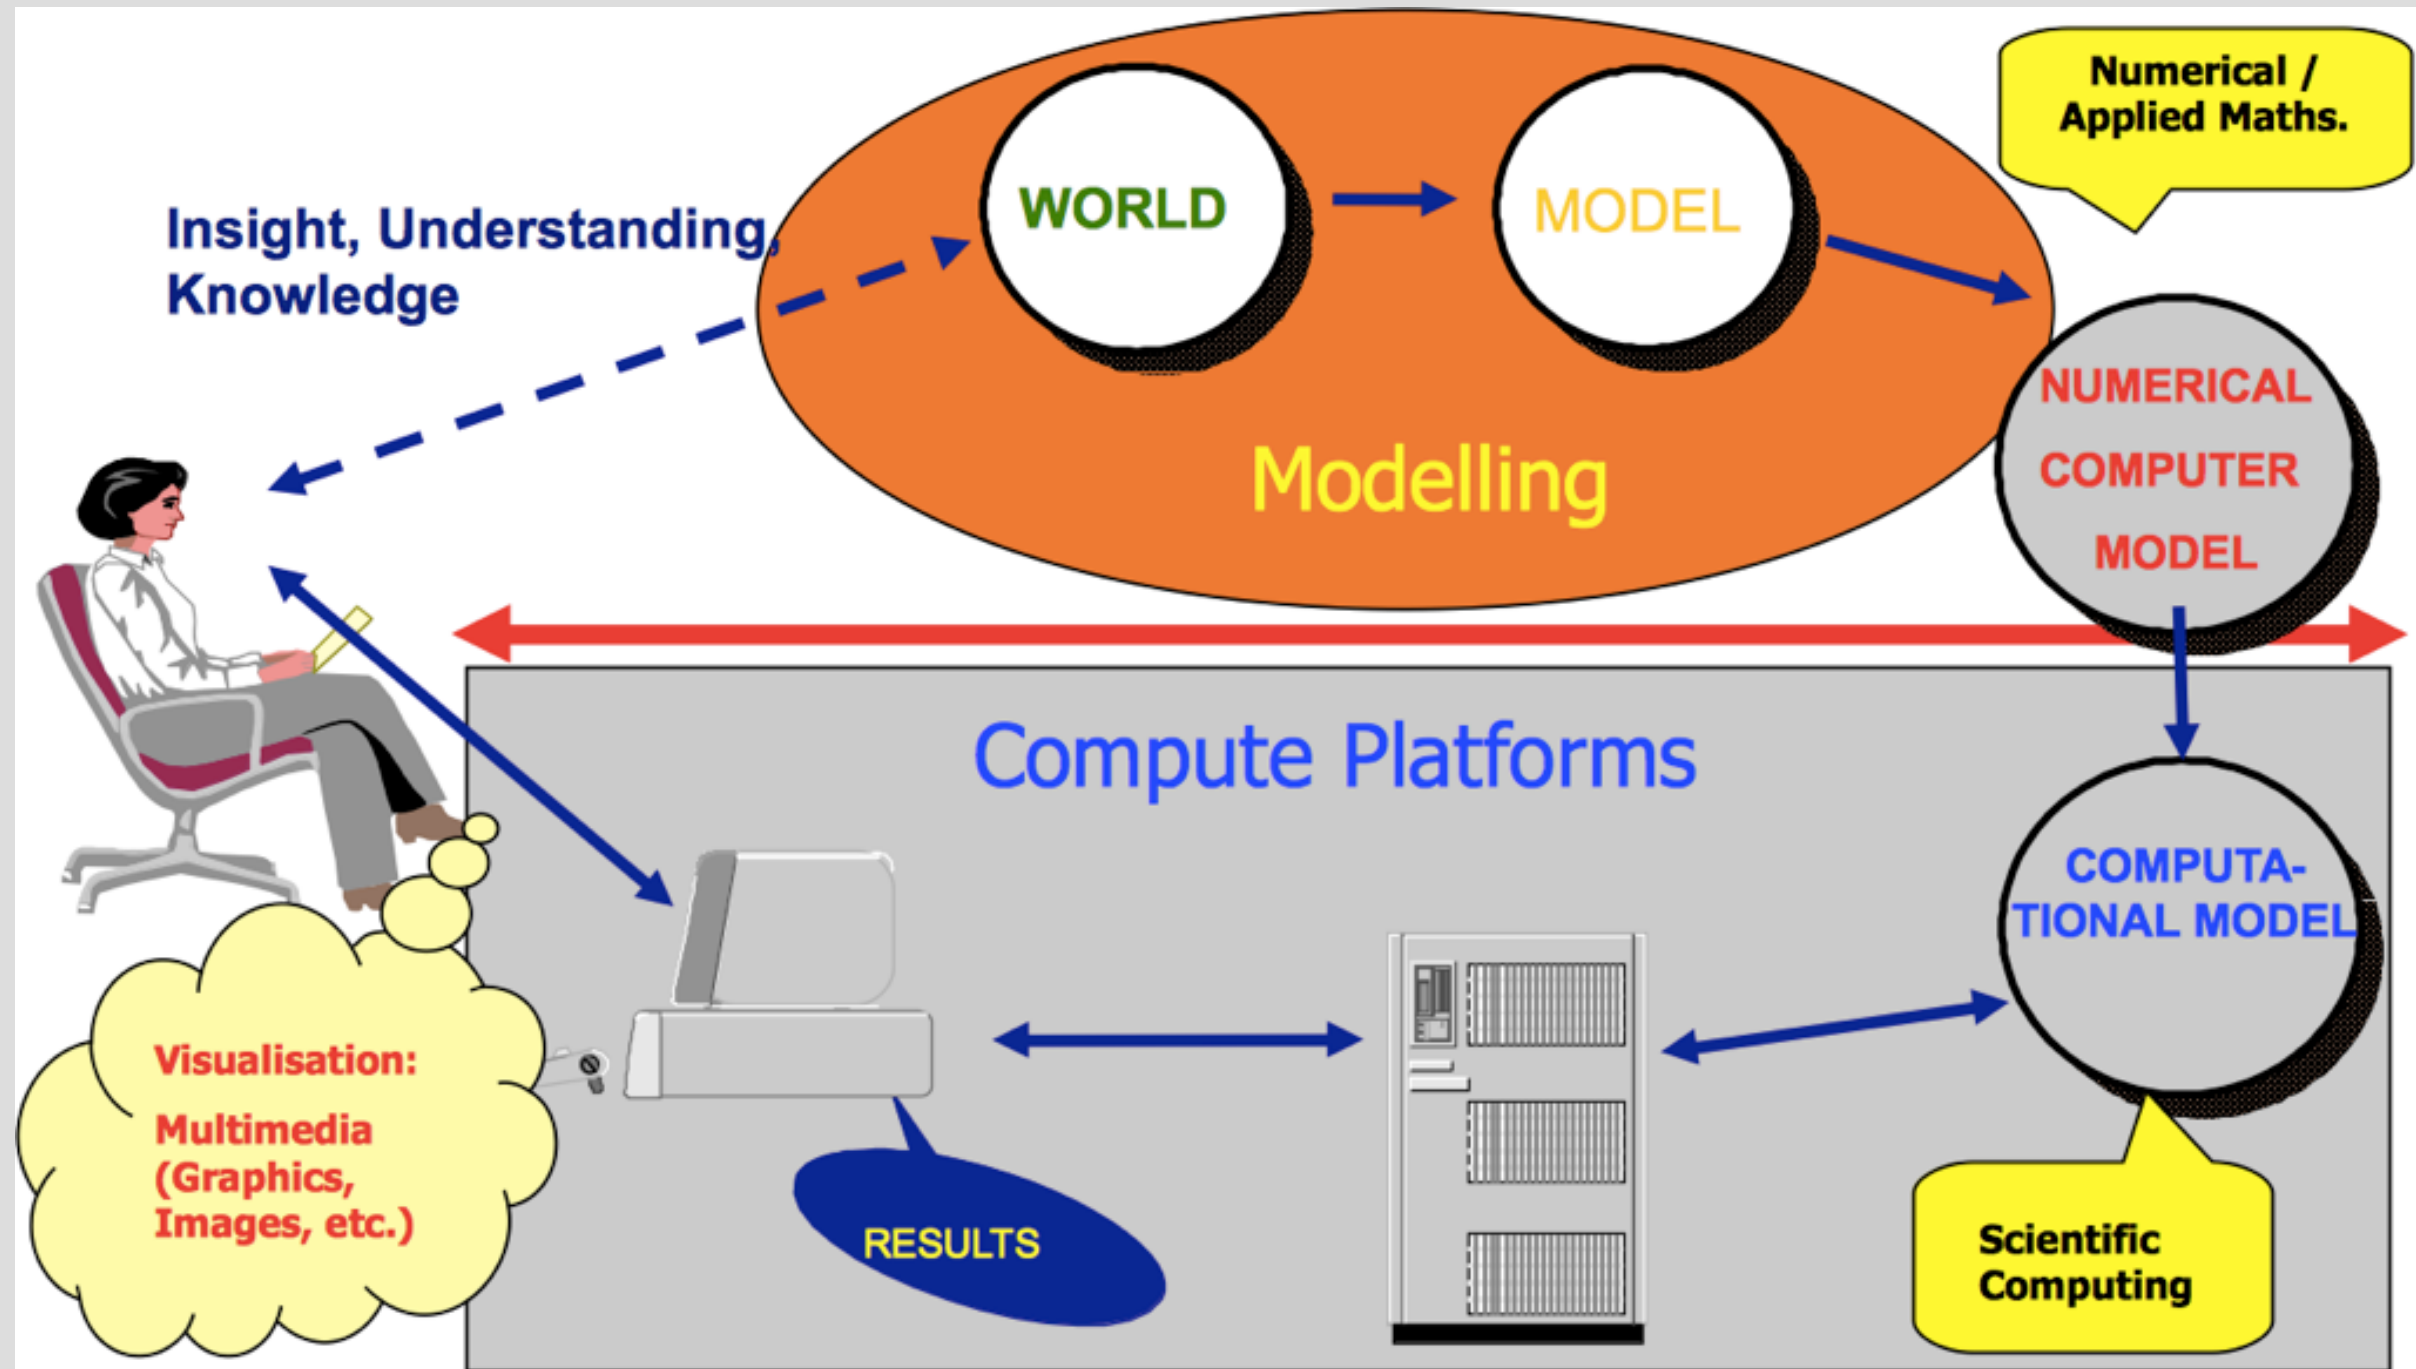 Numerical /
Applied Maths.
WORLD
MODEL
Insight, Understanding,
Knowledge
NUMERICAL
COMPUTER
MODEL
Modelling
Compute Platforms
COMPUTA-
TIONAL MODEL
Visualisation:
Multimedia
(Graphics,
Images, etc.)
RESULTS
Scientific
Computing